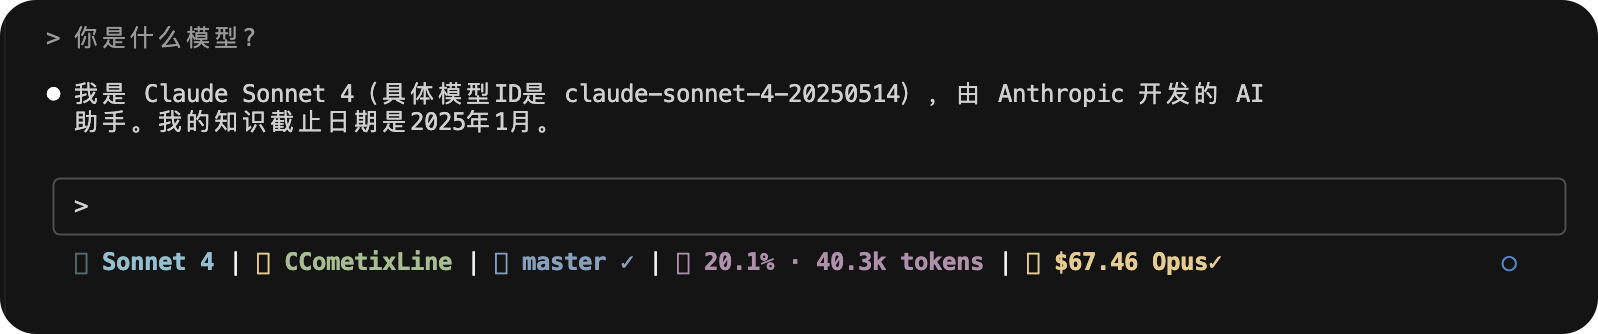 > 你是什么模型?
● 我是 Claude Sonnet 4（具体模型ID是 claude-sonnet-4-20250514），由 Anthropic 开发的 AI
助手。我的知识截止日期是2025年1月。
>
Sonnet 4 | CCometixLine | master ✓ | 20.1% · 40.3k tokens | $67.46 Opus✓